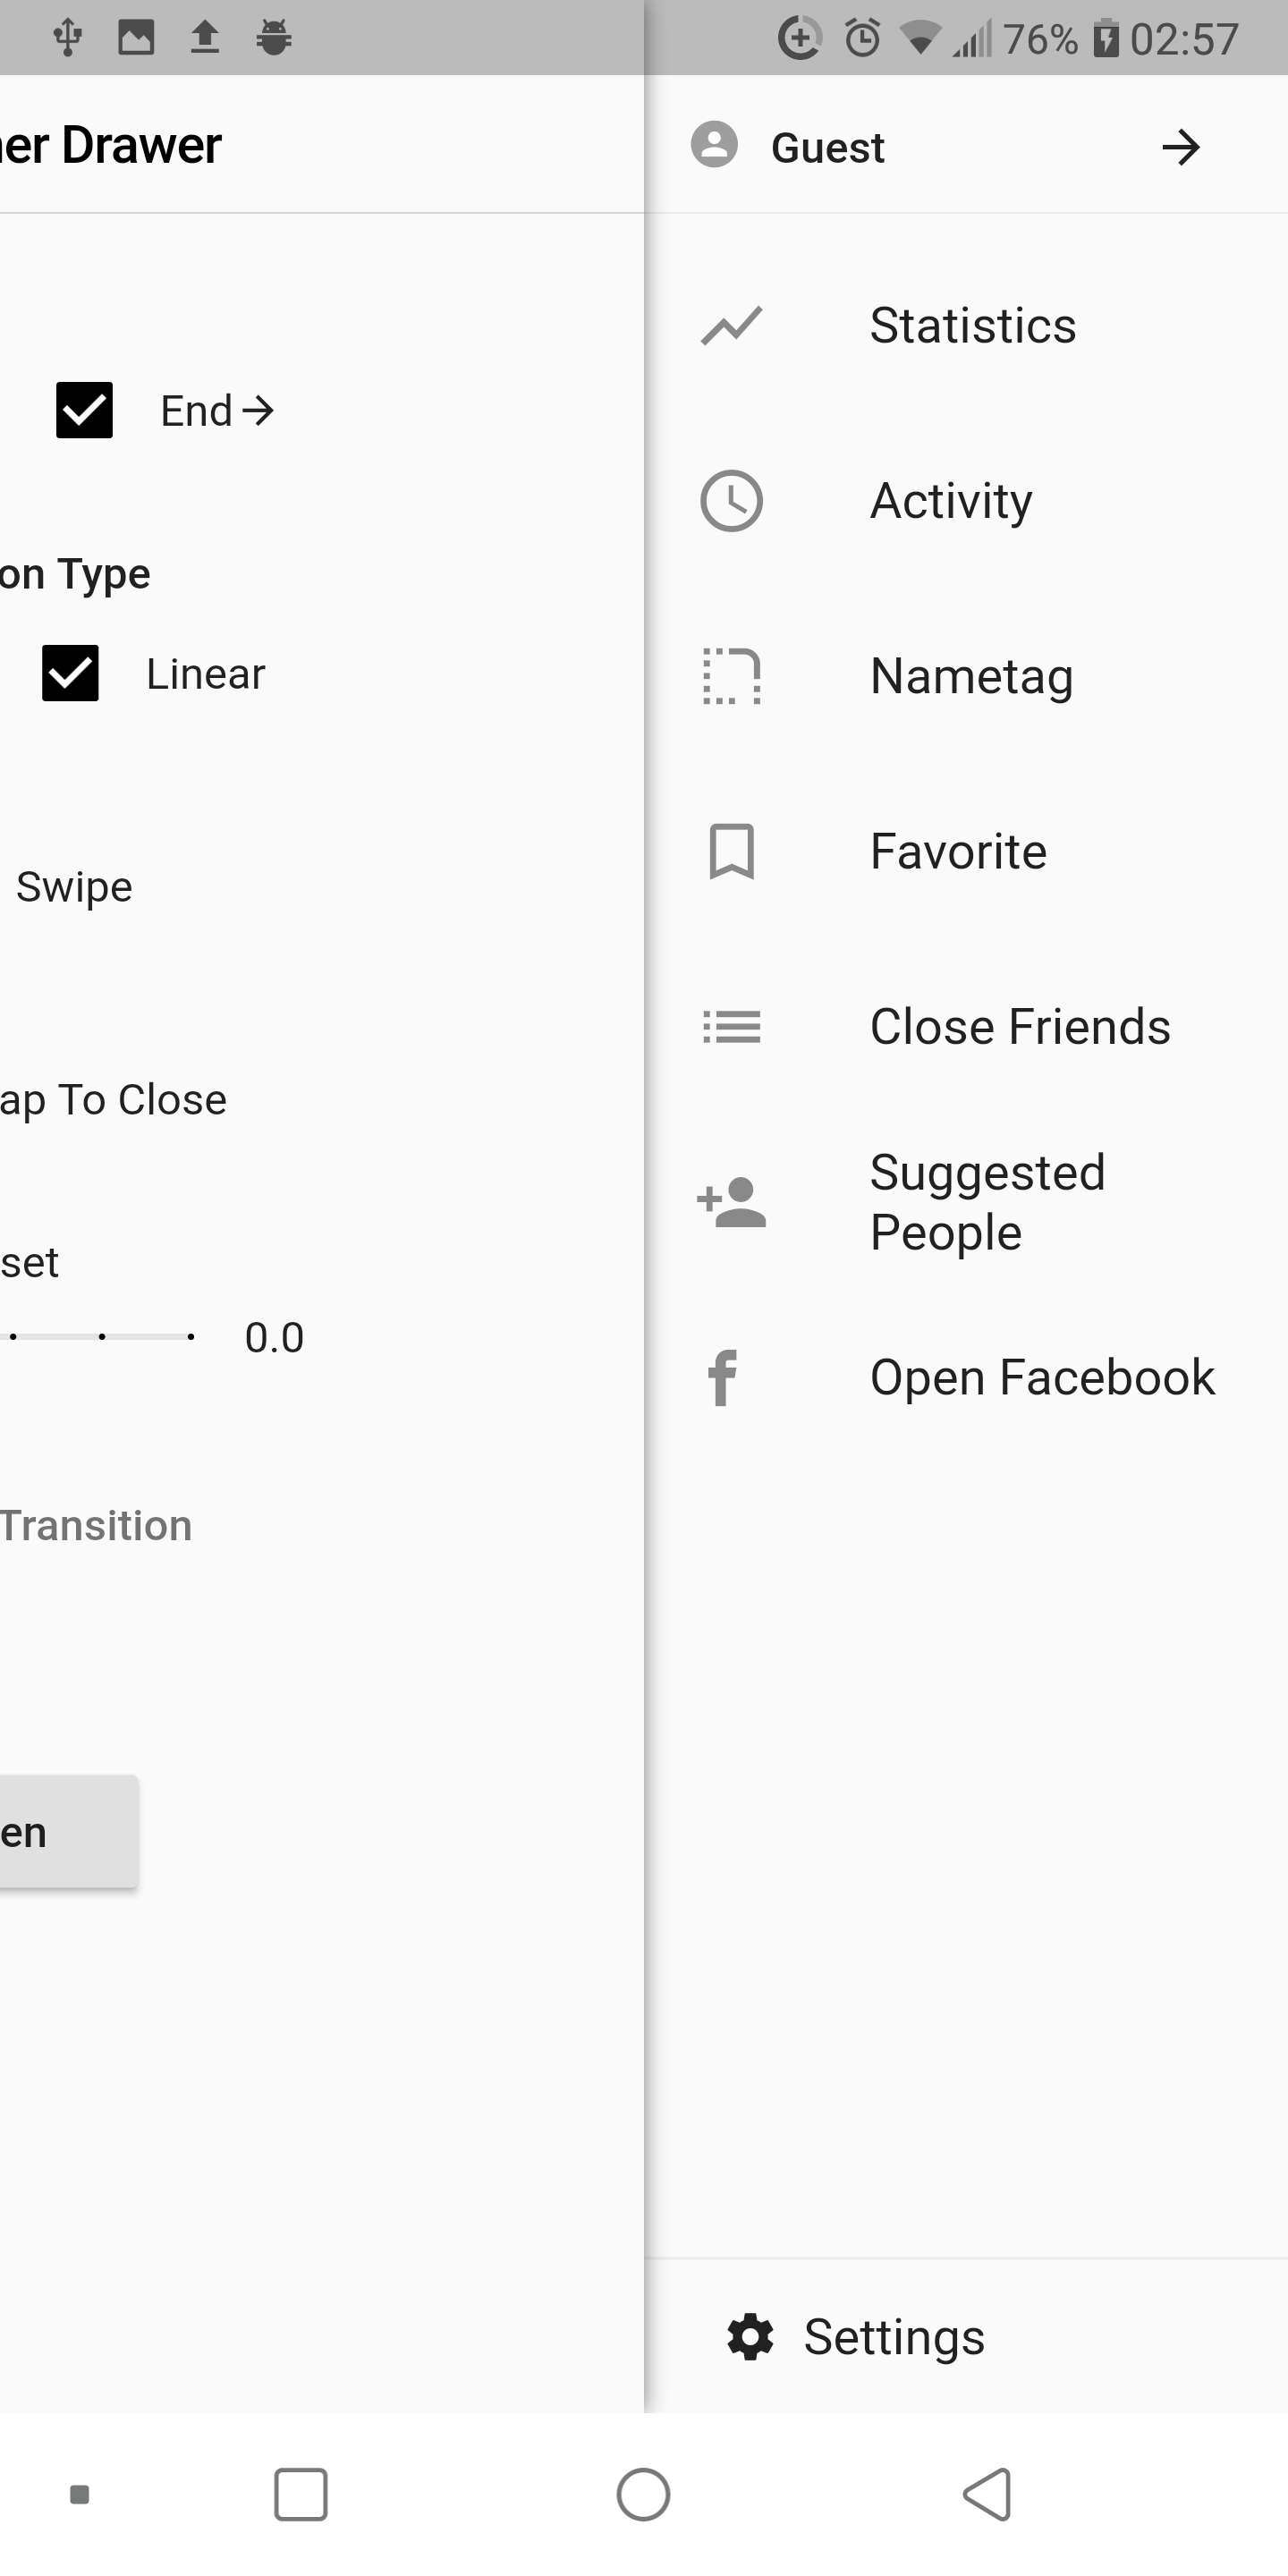 76% 02:57
er Drawer
End
on Type
Linear
Swipe
ap To Close
set
0.0
Transition
en
Guest
Statistics
Activity
Nametag
Favorite
Close Friends
Suggested
People
Open Facebook
Settings